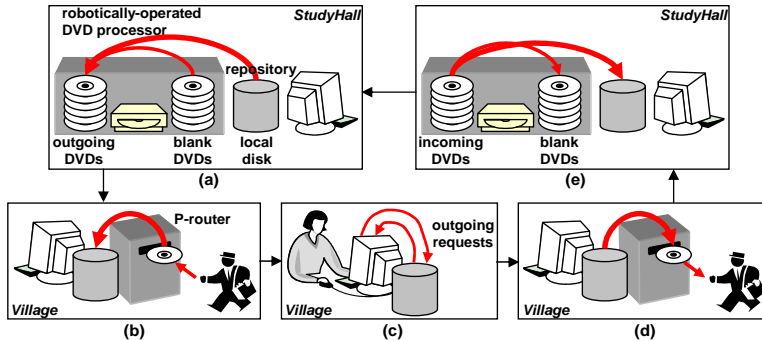 robotically-operated
DVD processor
StudyHall
repository
outgoing
DVDs
blank
DVDs
local
disk
(a)
StudyHall
incoming
DVDs
blank
DVDs
(e)
P-router
Village
(b)
outgoing
requests
Village
(c)
Village
(d)